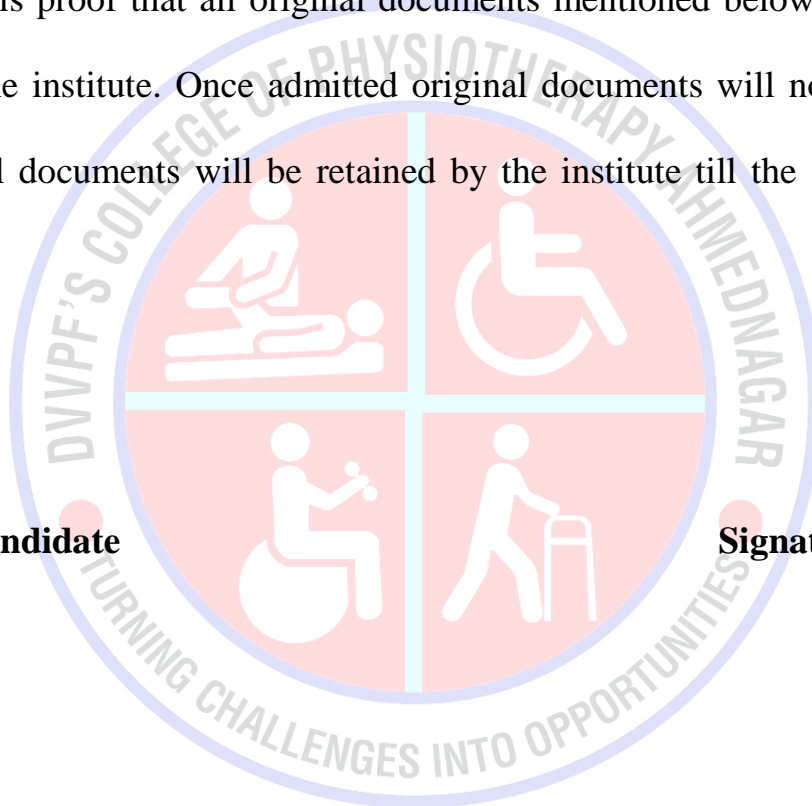 is proof that all original documents mentioned below
e institute. Once admitted original documents will no
l documents will be retained by the institute till the
DVVPF'S COLLEGE OF PHYSIOTHERAPY AHMEDNAGAR
ndidate Signat
TURNING CHALLENGES INTO OPPORTUNITIES